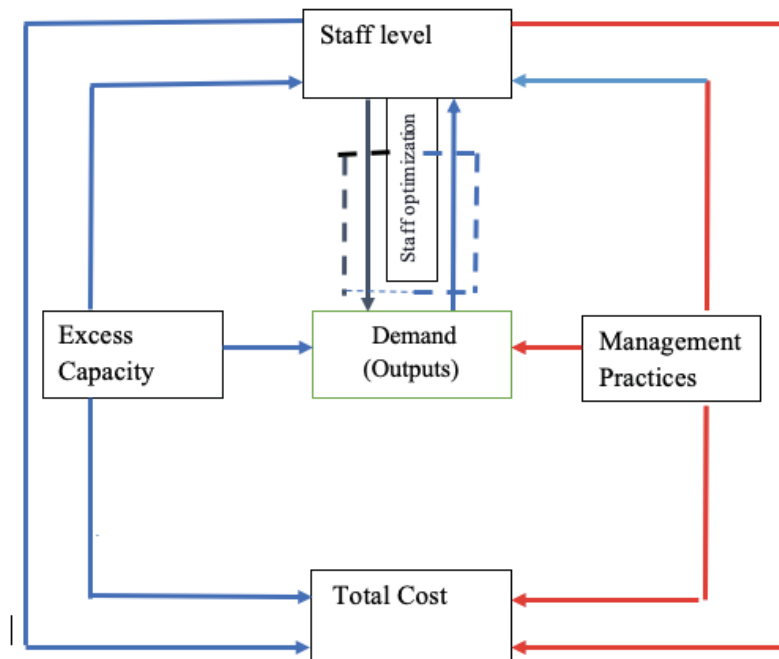 Staff level
Staff optimization
Excess
Capacity
Demand
(Outputs)
Management
Practices
Total Cost